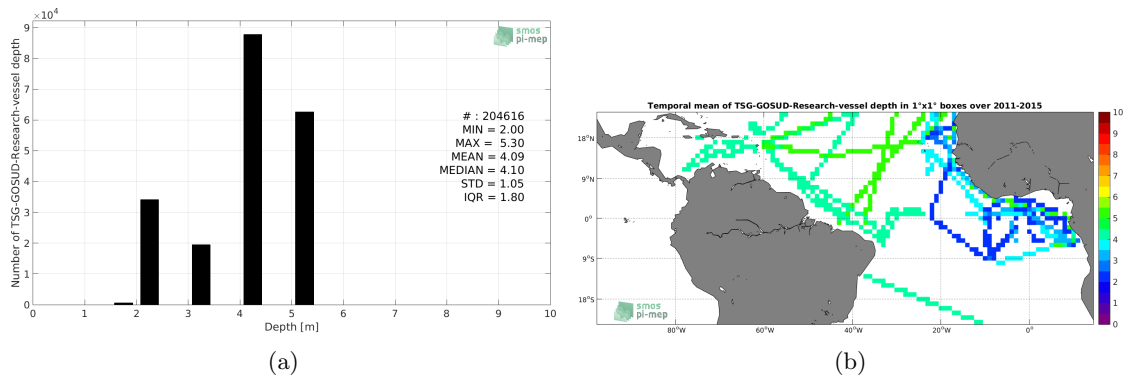 ×10⁴
9
8
7
6
5
4
3
2
1
0
Number of TSG-GOSUD-Research-vessel depth
smos
pi-mep
# : 204616
MIN = 2.00
MAX = 5.30
MEAN = 4.09
MEDIAN = 4.10
STD = 1.05
IQR = 1.80
0 1 2 3 4 5 6 7 8 9 10
Depth [m]
(a)
Temporal mean of TSG-GOSUD-Research-vessel depth in 1°x1° boxes over 2011-2015
18°N
9°N
0°
9°S
18°S
smos
pi-mep
80°W 60°W 40°W 20°W 0°
10
9
8
7
6
5
4
3
2
1
0
(b)